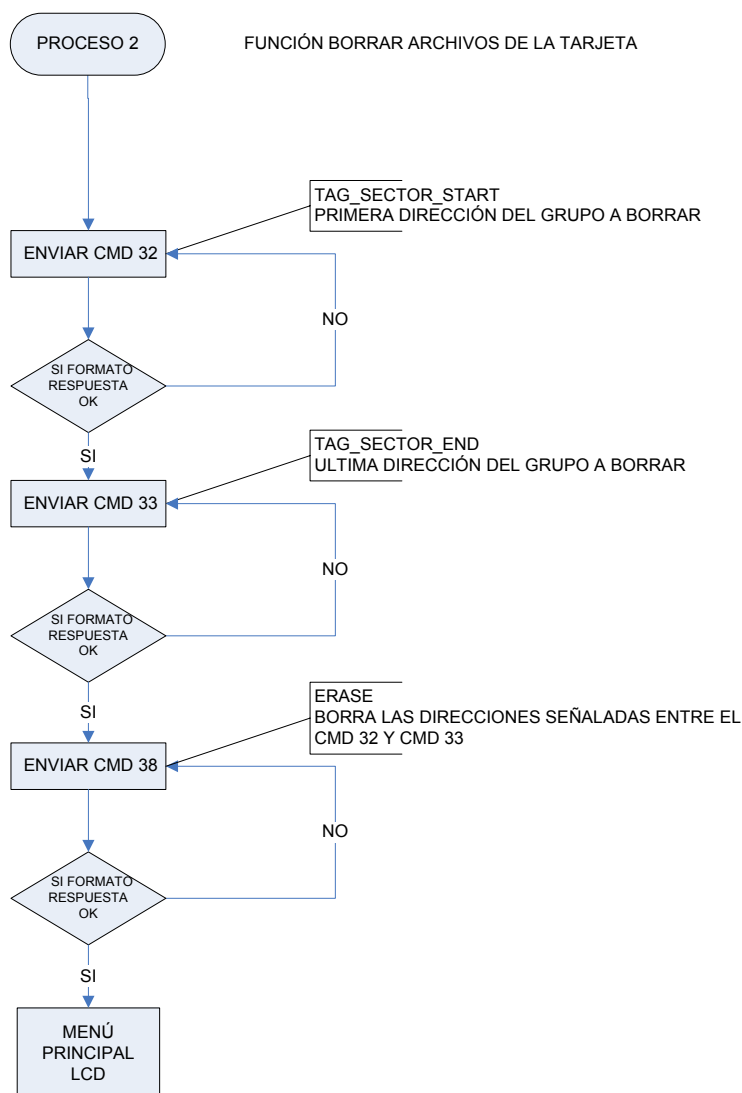 PROCESO 2
FUNCIÓN BORRAR ARCHIVOS DE LA TARJETA
TAG_SECTOR_START
PRIMERA DIRECCIÓN DEL GRUPO A BORRAR
ENVIAR CMD 32
NO
SI FORMATO
RESPUESTA
OK
SI
TAG_SECTOR_END
ULTIMA DIRECCIÓN DEL GRUPO A BORRAR
ENVIAR CMD 33
NO
SI FORMATO
RESPUESTA
OK
SI
ERASE
BORRA LAS DIRECCIONES SEÑALADAS ENTRE EL
CMD 32 Y CMD 33
ENVIAR CMD 38
NO
SI FORMATO
RESPUESTA
OK
SI
MENÚ
PRINCIPAL
LCD